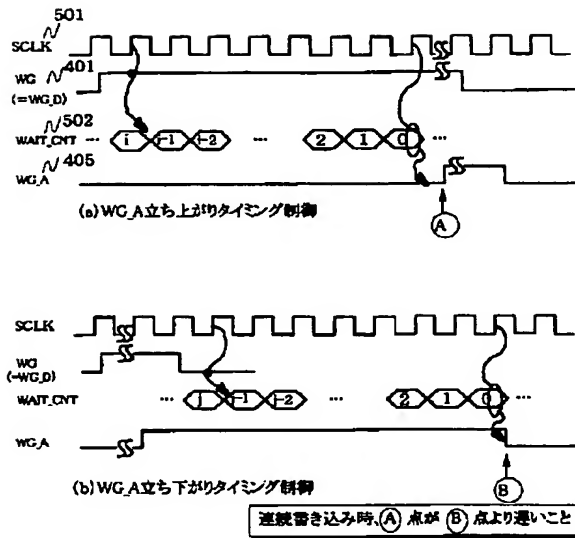 501
SCLK
WG 401
(=WG_D)
502
WAIT_CNT i i-1 i-2 … 2 1 0 …
405
WG_A
(a)WG_A立ち上がりタイミング制御
A
SCLK
WG
(=WG_D)
WAIT_CNT … j j-1 j-2 … 2 1 0 …
WG_A
(b)WG_A立ち下がりタイミング制御
B
連続書き込み時、A 点が B 点より遅いこと